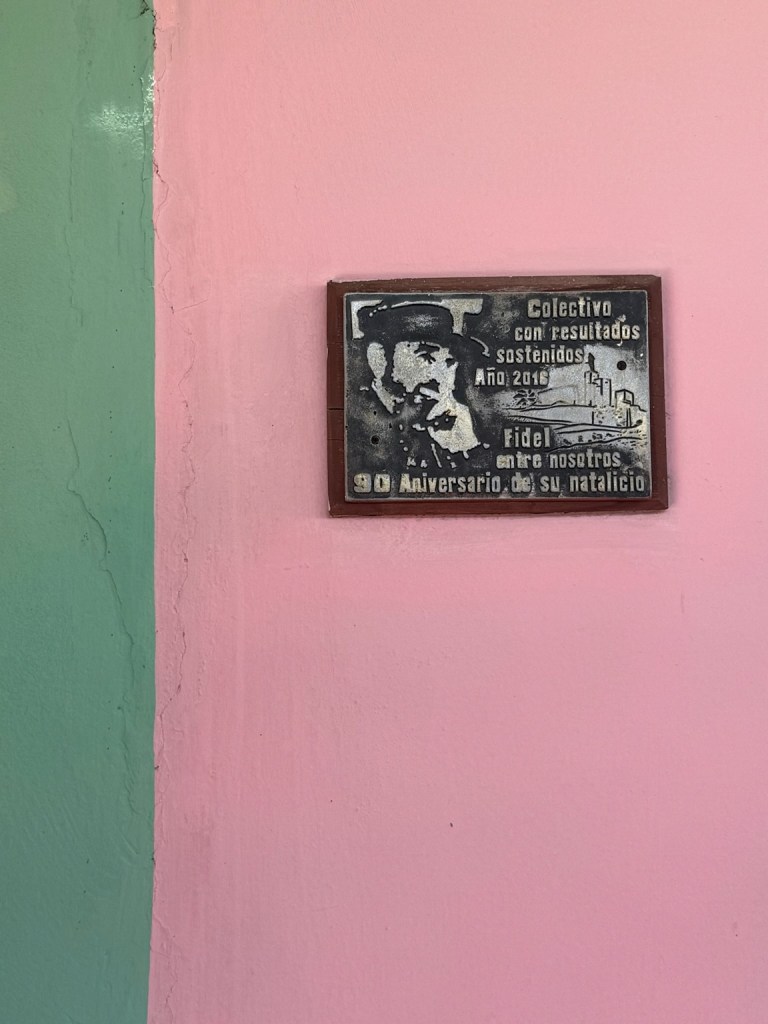 Colectivo
con resultados
sostenidos
Año 2016
Fidel
entre nosotros
90 Aniversario de su natalicio